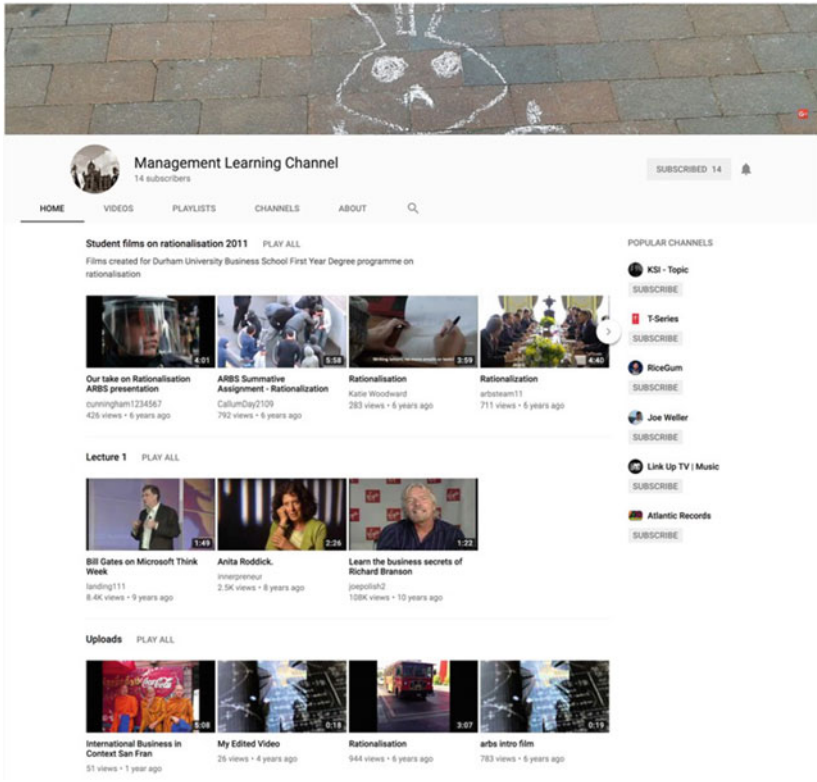 G+
Management Learning Channel
14 subscribers
SUBSCRIBED 14
HOME VIDEOS PLAYLISTS CHANNELS ABOUT
Student films on rationalisation 2011 PLAY ALL
Films created for Durham University Business School First Year Degree programme on
rationalisation
4:01
5:58
Writing letters
3:59
4:40
Our take on Rationalisation
ARBS presentation
cunningham1234567
426 views • 6 years ago
ARBS Summative
Assignment - Rationalization
CallumDay2109
792 views • 6 years ago
Rationalisation
Katie Woodward
283 views • 6 years ago
Rationalization
arbsteam11
711 views • 6 years ago
Lecture 1 PLAY ALL
1:49
2:26
Virgin
1:22
Bill Gates on Microsoft Think
Week
landing111
8.4K views • 9 years ago
Anita Roddick.
innerpreneur
2.5K views • 8 years ago
Learn the business secrets of
Richard Branson
joepolish2
108K views • 10 years ago
Uploads PLAY ALL
Coca-Cola
5:08
0:18
3:07
0:19
International Business in
Context San Fran
51 views • 1 year ago
My Edited Video
26 views • 4 years ago
Rationalisation
944 views • 6 years ago
arbs intro film
783 views • 6 years ago
POPULAR CHANNELS
KSI - Topic
SUBSCRIBE
T-Series
SUBSCRIBE
RiceGum
SUBSCRIBE
Joe Weller
SUBSCRIBE
Link Up TV | Music
SUBSCRIBE
Atlantic Records
SUBSCRIBE